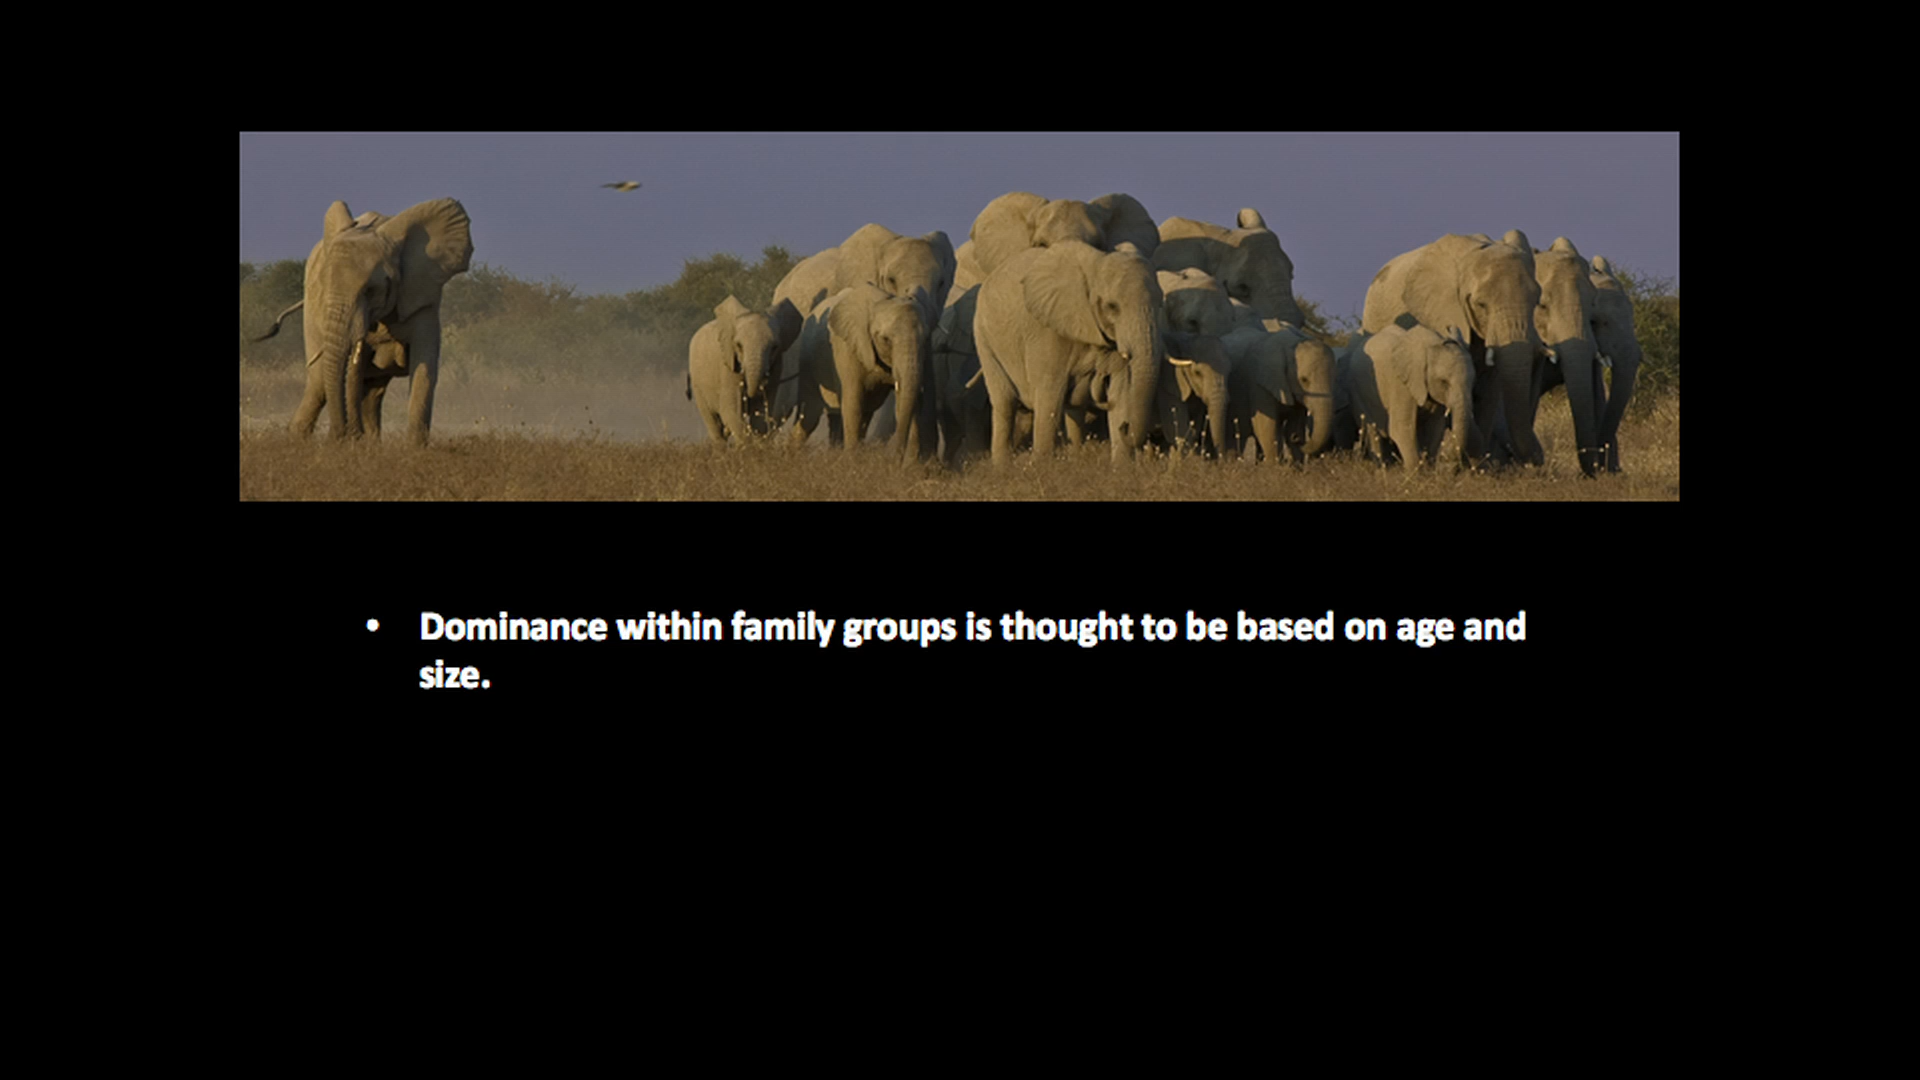 • Dominance within family groups is thought to be based on age and
size.